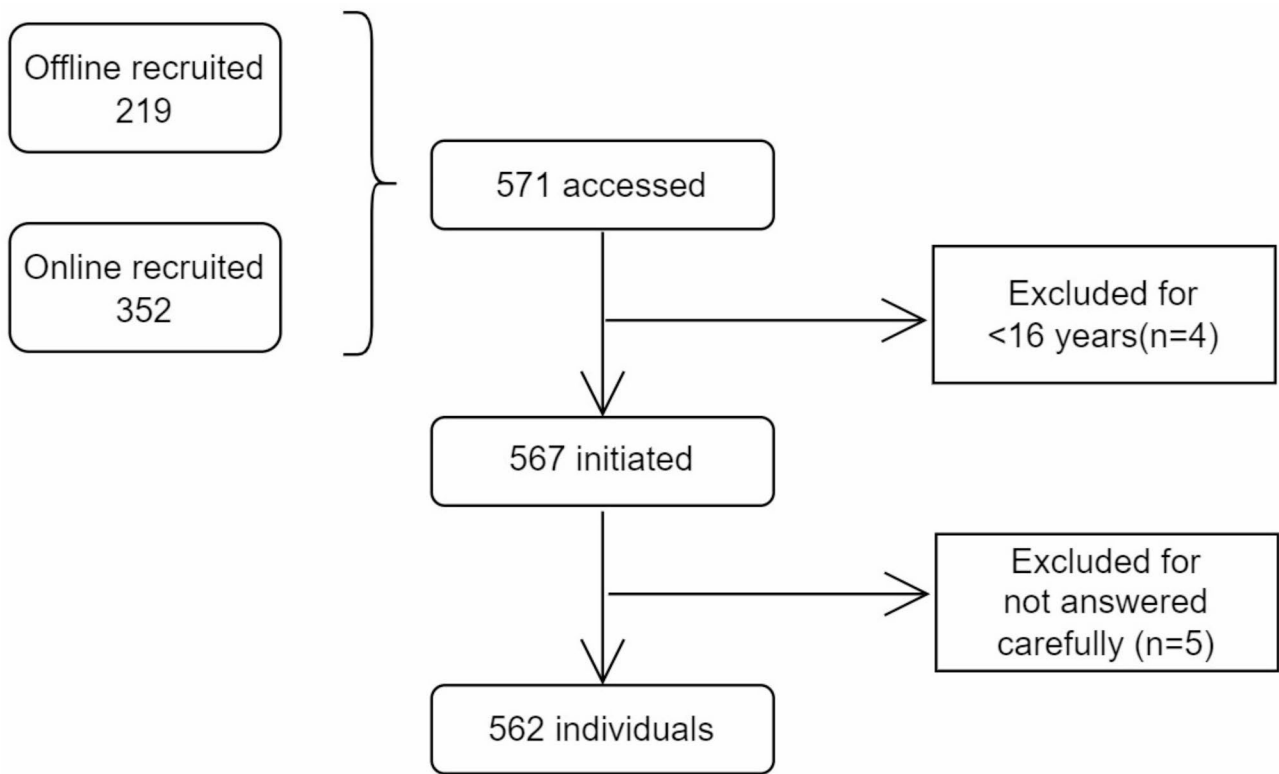 Offline recruited
219
Online recruited
352
571 accessed
Excluded for
<16 years(n=4)
567 initiated
Excluded for
not answered
carefully (n=5)
562 individuals